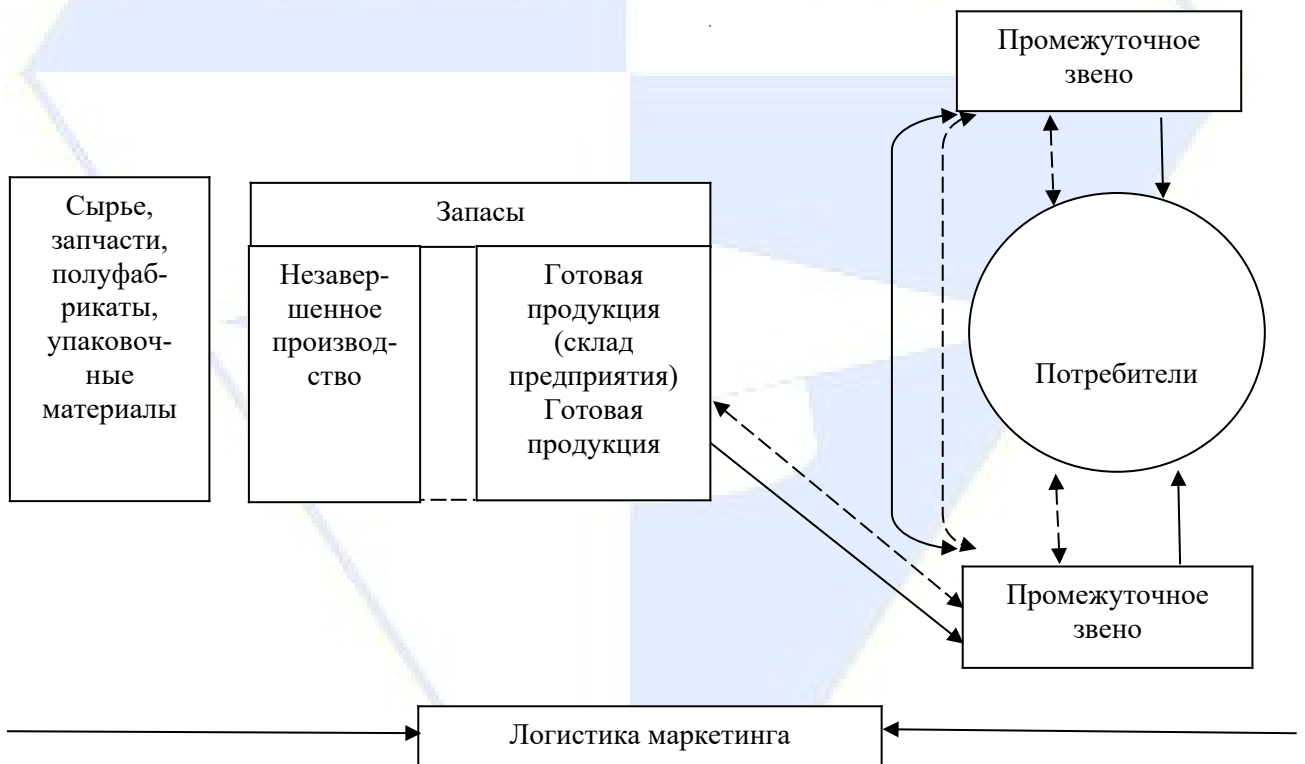 Промежуточное
звено
Сырье,
запчасти,
полуфаб-
рикаты,
упаковоч-
ные
материалы
Запасы
Незавер-
шенное
производ-
ство
Готовая
продукция
(склад
предприятия)
Готовая
продукция
Потребители
Промежуточное
звено
Логистика маркетинга